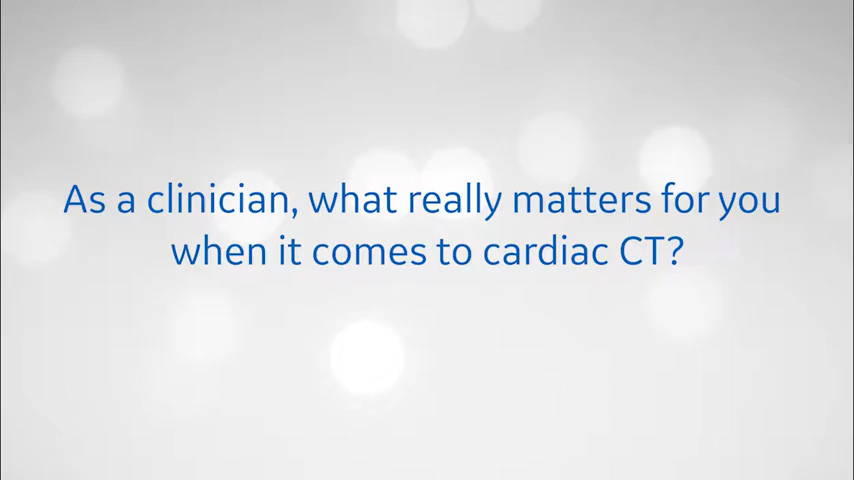 As a clinician, what really matters for you
when it comes to cardiac CT?